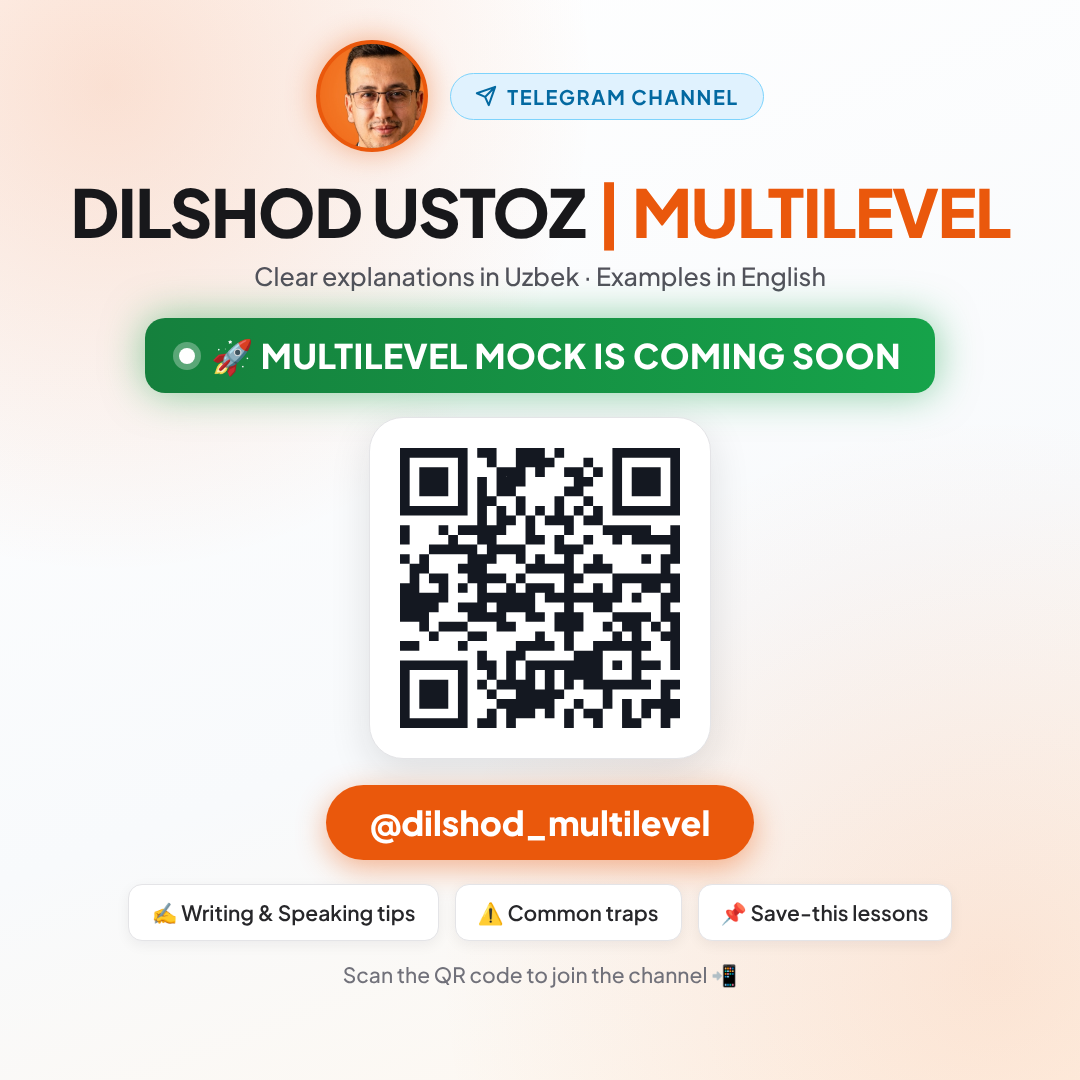 TELEGRAM CHANNEL
DILSHOD USTOZ | MULTILEVEL
Clear explanations in Uzbek · Examples in English
🚀 MULTILEVEL MOCK IS COMING SOON
@dilshod_multilevel
✍️ Writing & Speaking tips
⚠️ Common traps
📌 Save-this lessons
Scan the QR code to join the channel 📲